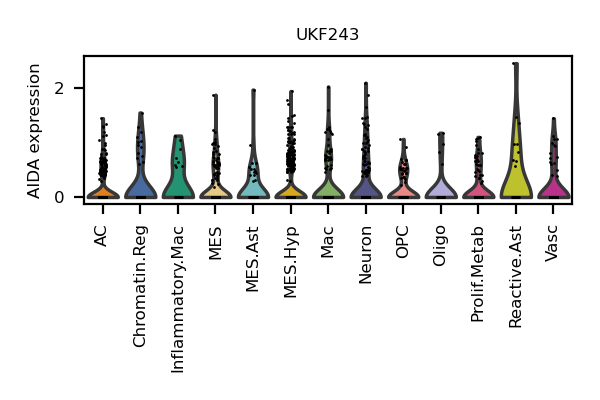 UKF243
AIDA expression
2
0
AC
Chromatin.Reg
Inflammatory.Mac
MES
MES.Ast
MES.Hyp
Mac
Neuron
OPC
Oligo
Prolif.Metab
Reactive.Ast
Vasc